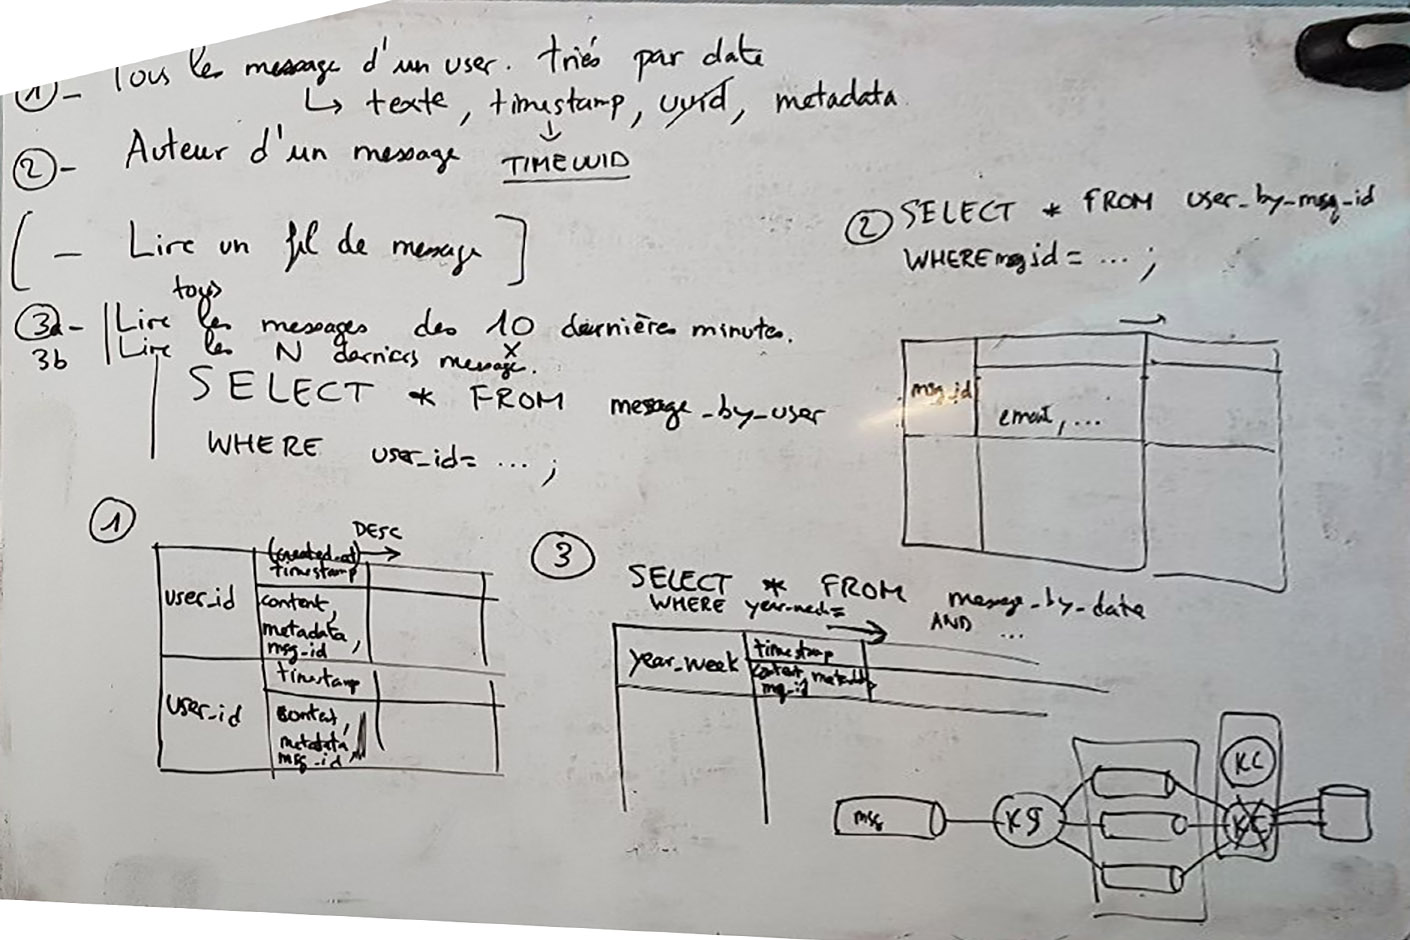 ①- Tous les message d'un user. triés par date
↳ texte, timestamp, uuid, metadata
↓
②- Auteur d'un message TIMEUUID
[ - Lire un fil de message ]
tous
③a- Lire les messages des 10 dernières minutes.
3b Lire les N derniers message.
SELECT * FROM message_by_user
WHERE user_id= ... ;
② SELECT * FROM user_by_msg_id
WHERE msgid = ... ;
→
msg_id
email, ...
①
DESC
(created_at) →
timestamp
user_id
content,
metadata,
msg_id
timestamp
user_id
content,
metadata,
msg_id
③
SELECT * FROM message_by_date
WHERE AND ...
→
year_week
timestamp
content, metadata
msg_id
msg
KS
KC
KC